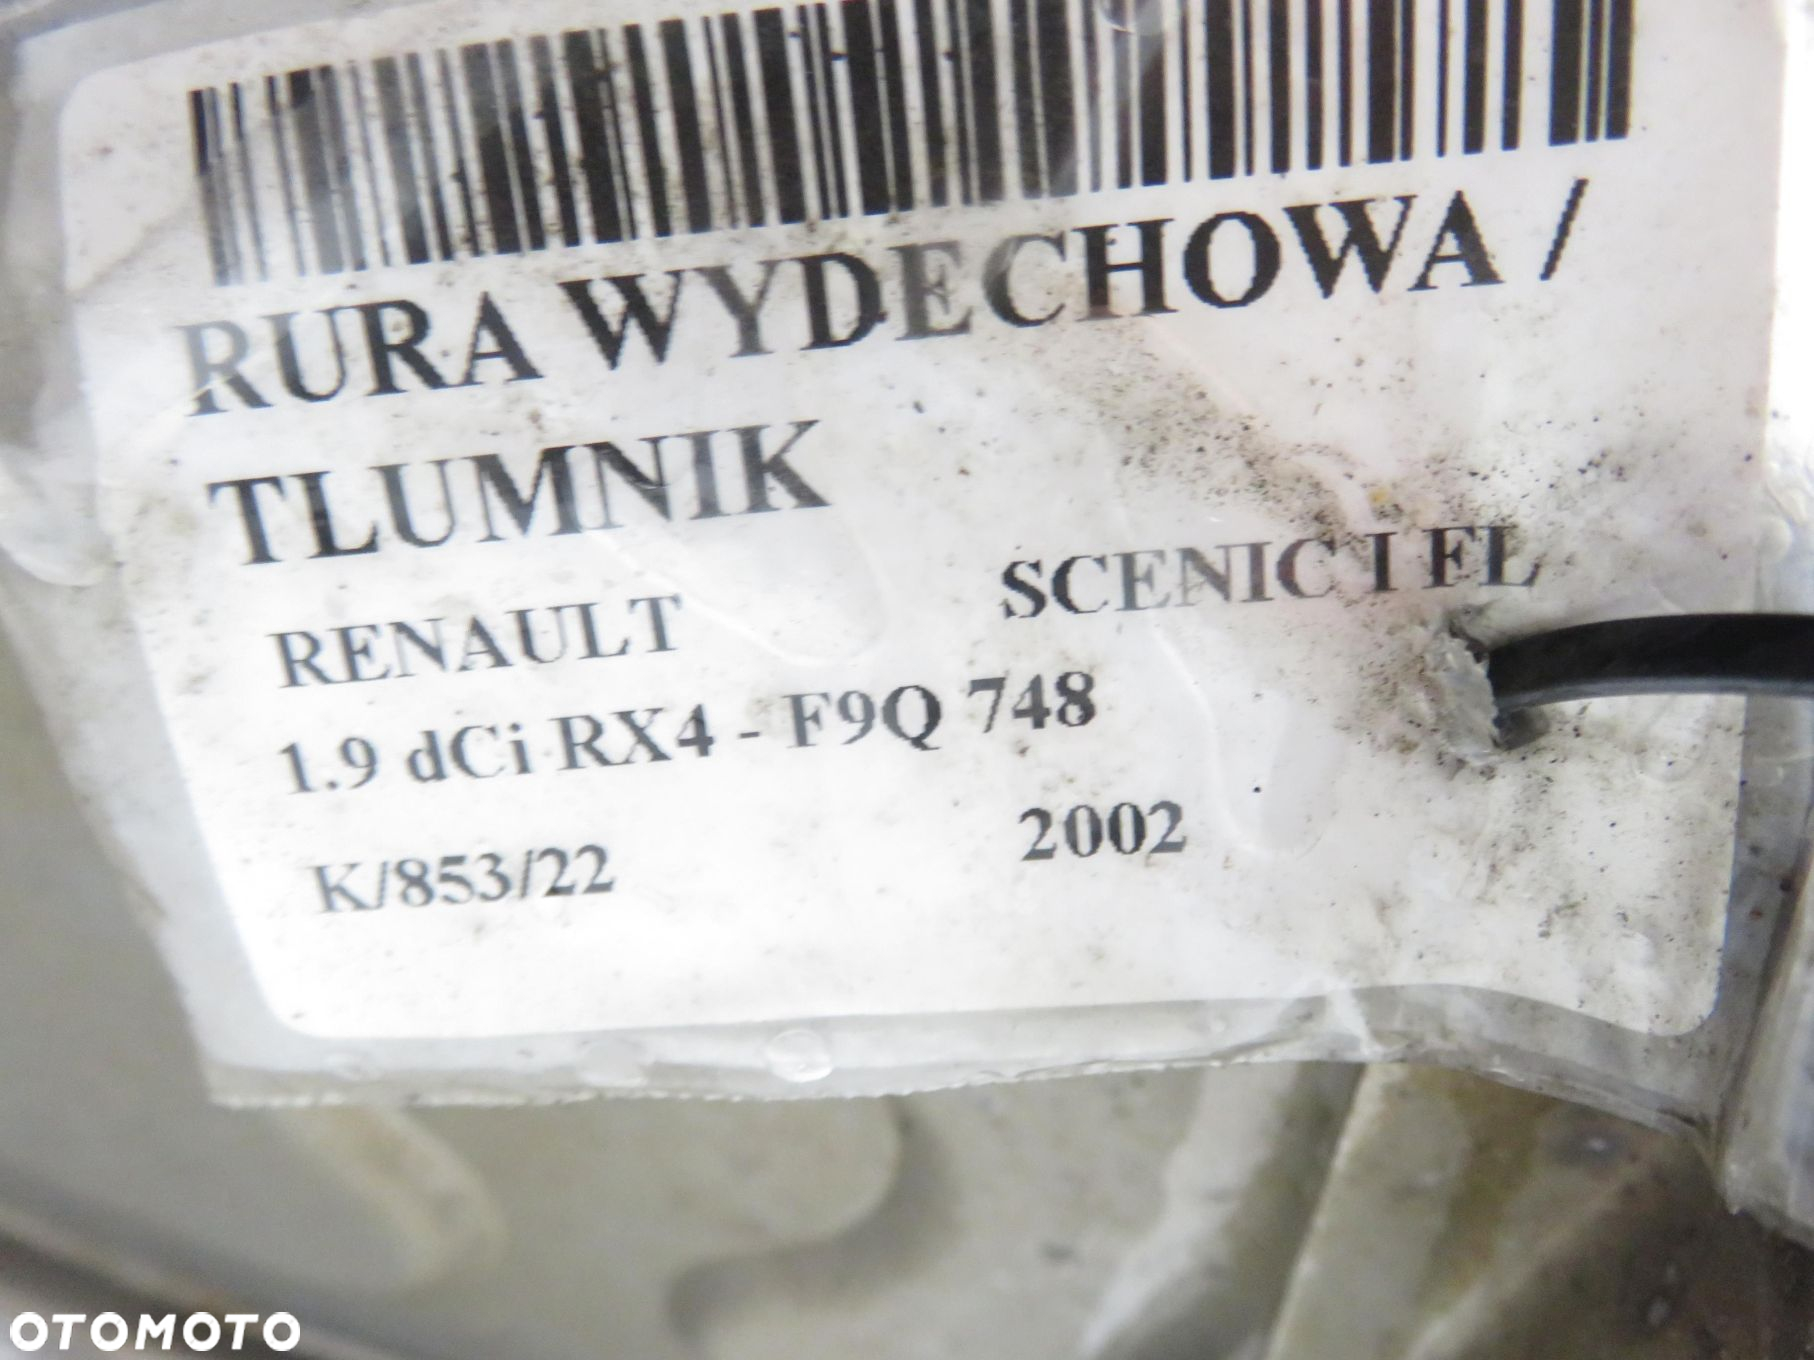 RURA WYDECHOWA /
TLUMNIK
RENAULT SCENIC I FL
1.9 dCi RX4 - F9Q 748
K/853/22 2002
OTOMOTO